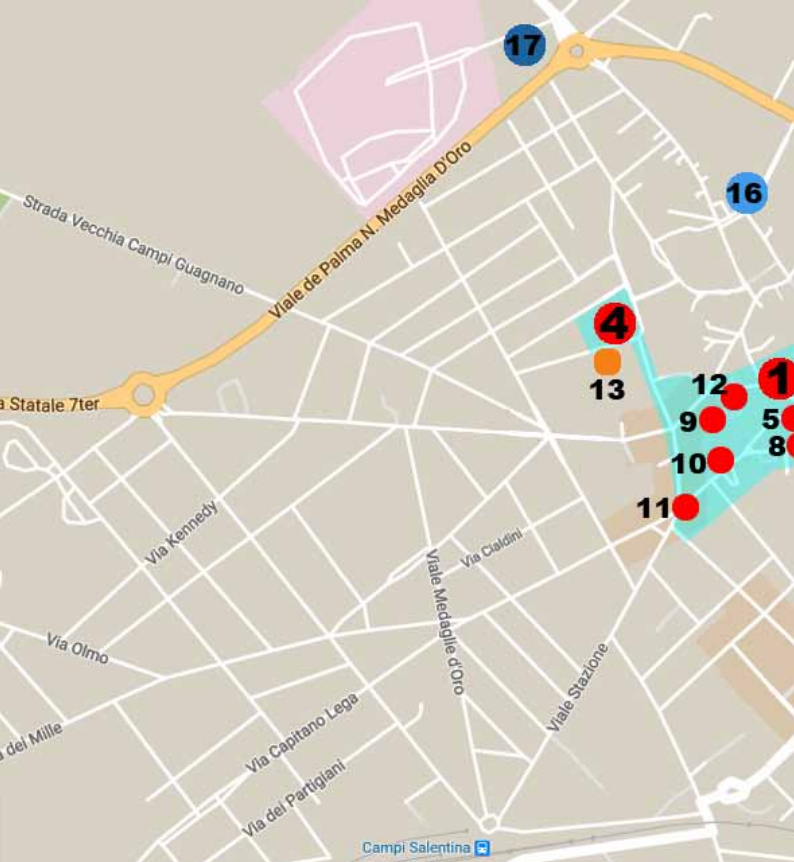 17
Viale de Palma N. Medaglia D'Oro
16
Strada Vecchia Campi Guagnano
4
13
12
1
a Statale 7ter
9
5
8
10
11
Via Kennedy
Via Cialdini
Viale Medaglie d'Oro
Via Olmo
Viale Stazione
dei Mille
Via Capitano Lega
Via dei Partigiani
Campi Salentina